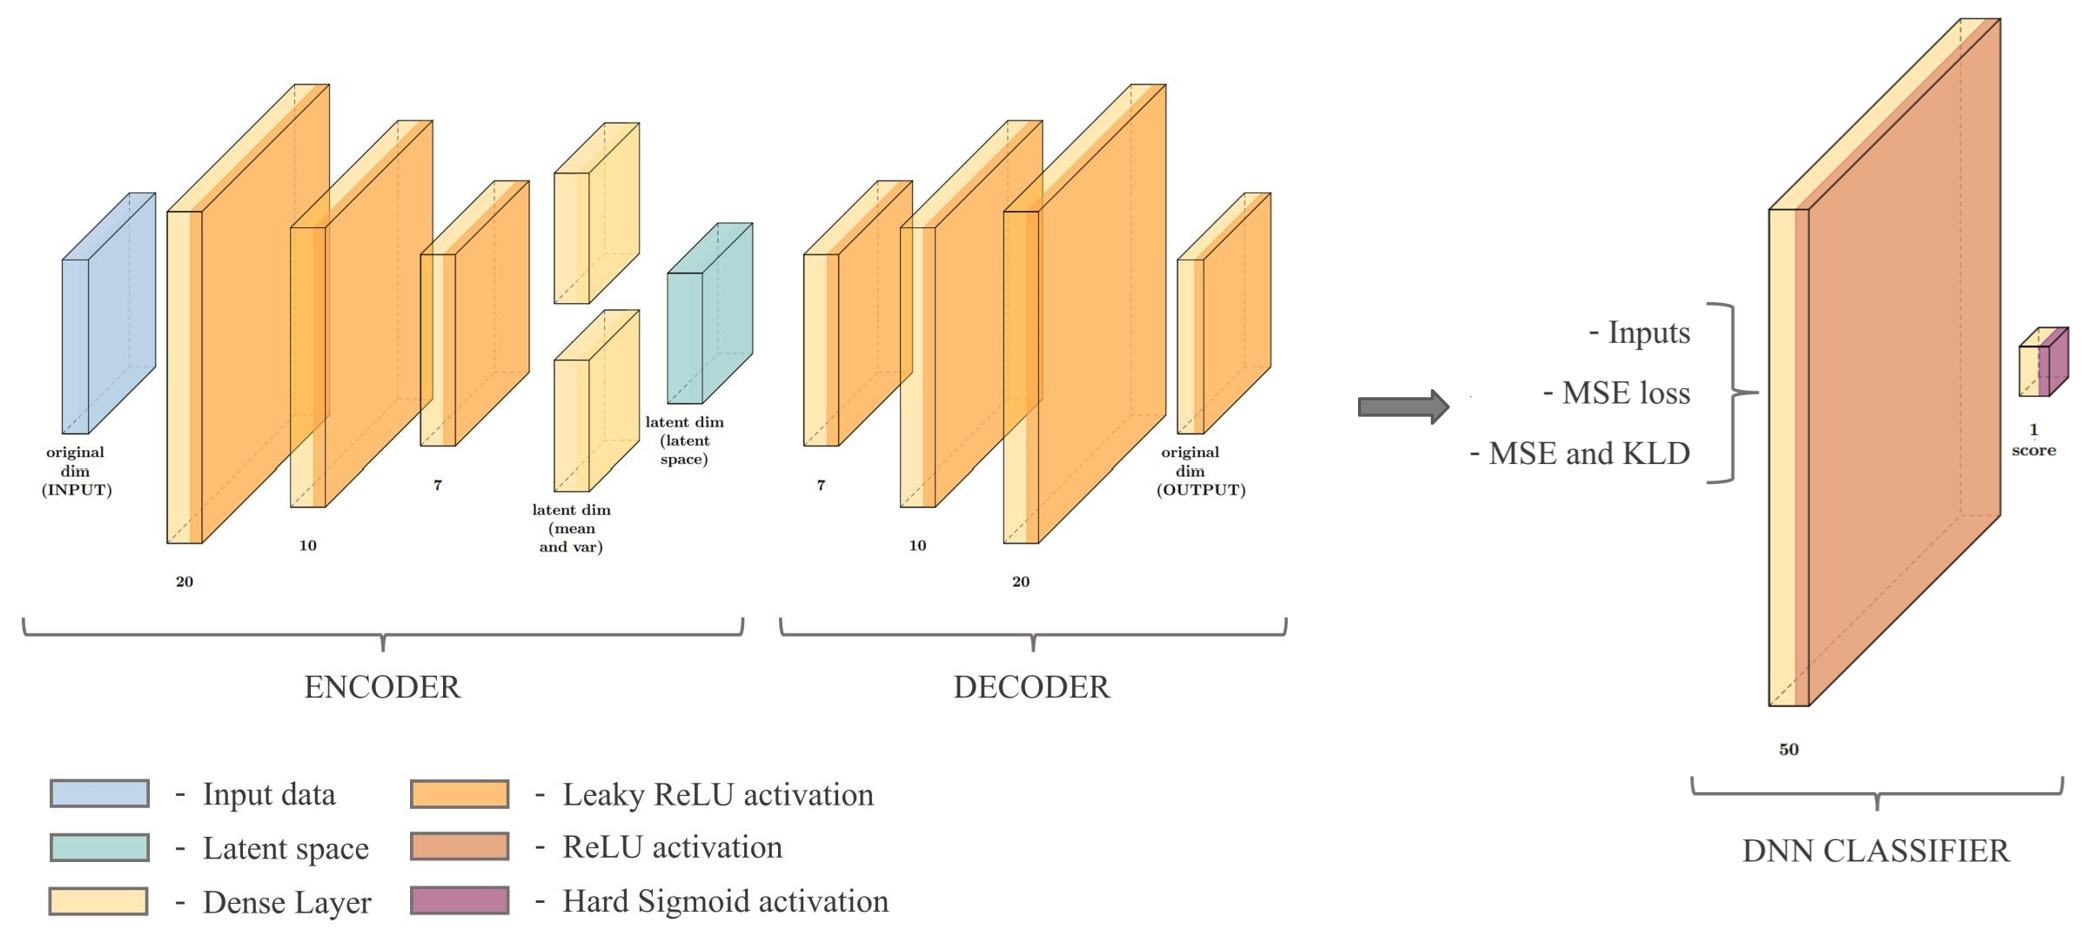 original
dim
(INPUT)
20
10
7
latent dim
(mean
and var)
latent dim
(latent
space)
7
10
20
original
dim
(OUTPUT)
ENCODER
DECODER
- Inputs
- MSE loss
- MSE and KLD
50
1
score
DNN CLASSIFIER
- Input data
- Latent space
- Dense Layer
- Leaky ReLU activation
- ReLU activation
- Hard Sigmoid activation